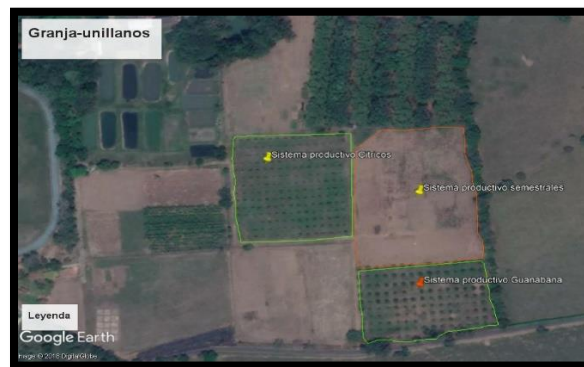 Granja-unillanos
Sistema productivo Citricos
Sistema productivo semestrales
Sistema productivo Guanabana
Leyenda
Google Earth
Image © 2018 DigitalGlobe